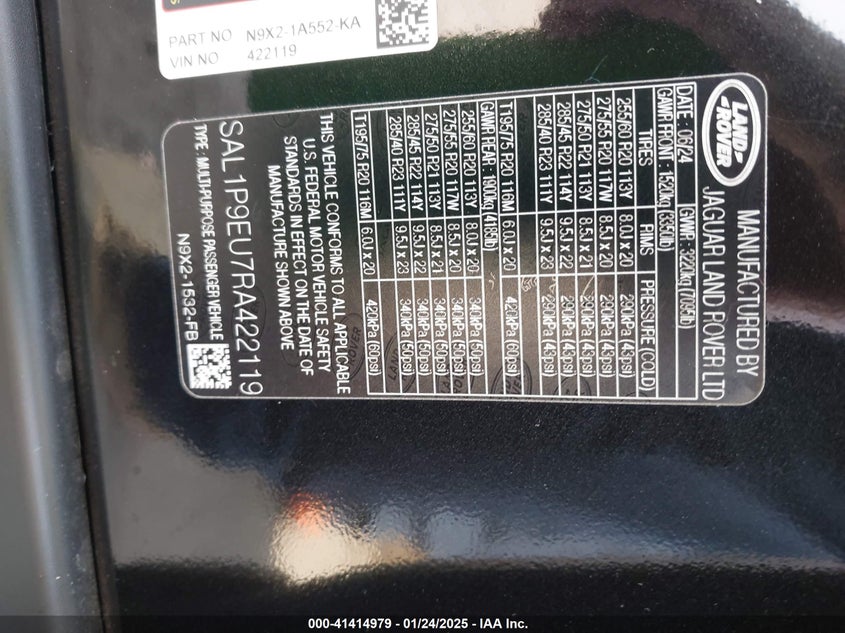 PART NO N9X2-1A552-KA
VIN NO 422119
LAND
ROVER
MANUFACTURED BY
JAGUAR LAND ROVER LTD
DATE : 06/24 GVWR : 3220kg (7095lb)
GAWR FRONT : 1520kg (3350lb)
TIRES RIMS PRESSURE (COLD)
255/60 R20 113Y 8.0J x 20 290kPa (43psi)
275/55 R20 117W 8.5J x 20 290kPa (43psi)
275/50 R21 113Y 8.5J x 21 290kPa (43psi)
285/45 R22 114Y 9.5J x 22 290kPa (43psi)
285/40 R23 111Y 9.5J x 23 290kPa (43psi)
T195/75 R20 116M 6.0J x 20 420kPa (60psi)
GAWR REAR : 1900kg (4185lb)
255/60 R20 113Y 8.0J x 20 340kPa (50psi)
275/55 R20 117W 8.5J x 20 340kPa (50psi)
275/50 R21 113Y 8.5J x 21 340kPa (50psi)
285/45 R22 114Y 9.5J x 22 340kPa (50psi)
285/40 R23 111Y 9.5J x 23 340kPa (50psi)
T195/75 R20 116M 6.0J x 20 420kPa (60psi)
THIS VEHICLE CONFORMS TO ALL APPLICABLE
U.S. FEDERAL MOTOR VEHICLE SAFETY
STANDARDS IN EFFECT ON THE DATE OF
MANUFACTURE SHOWN ABOVE
SAL1P9EU7RA422119
TYPE : MULTI-PURPOSE PASSENGER VEHICLE
N9X2-1532-FB
000-41414979 - 01/24/2025 - IAA Inc.